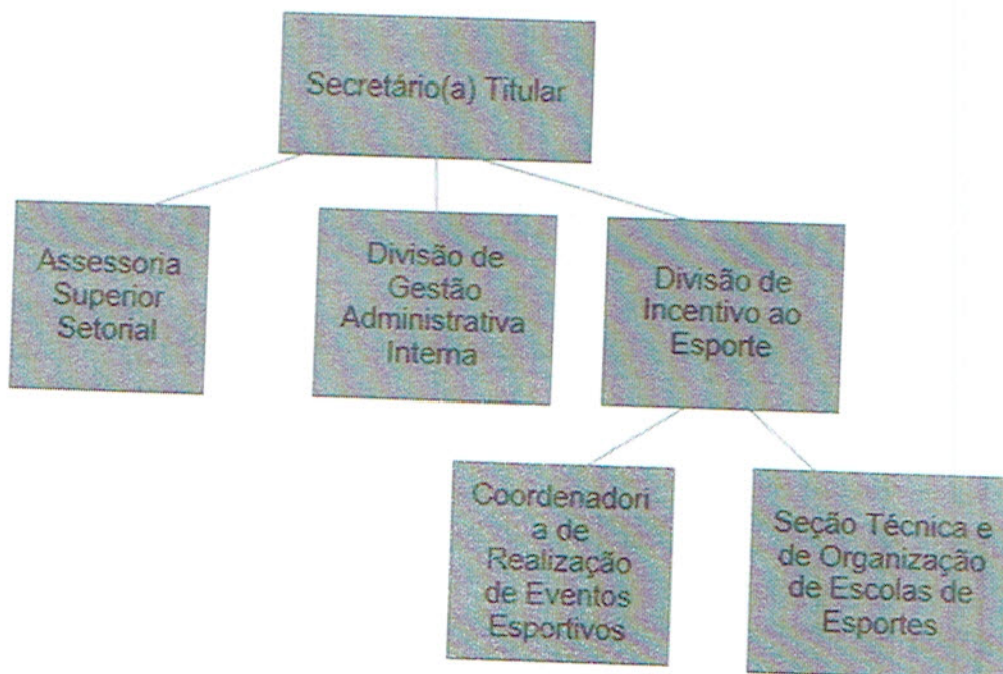 Secretário(a) Titular
Assessoria
Superior
Setorial
Divisão de
Gestão
Administrativa
Interna
Divisão de
Incentivo ao
Esporte
Coordenadori
a de
Realização
de Eventos
Esportivos
Seção Técnica e
de Organização
de Escolas de
Esportes